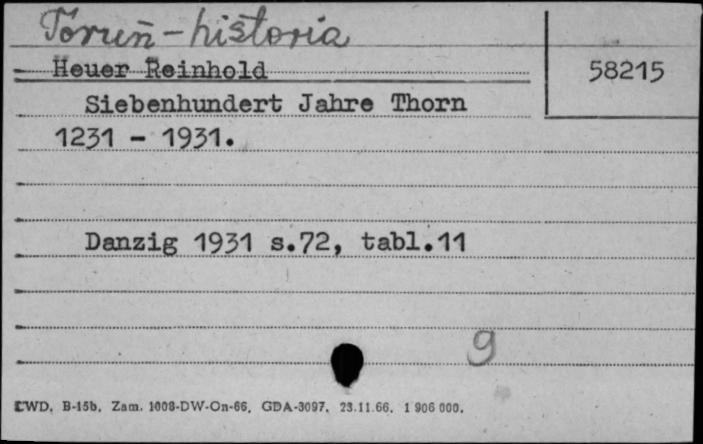 Toruń - historia
Heuer Reinhold
58215
Siebenhundert Jahre Thorn
1231 - 1931.
Danzig 1931 s.72, tabl.11
9
CWD. B-15b. Zam. 1008-DW-On-66. GDA-3097. 23.11.66. 1 906 000.